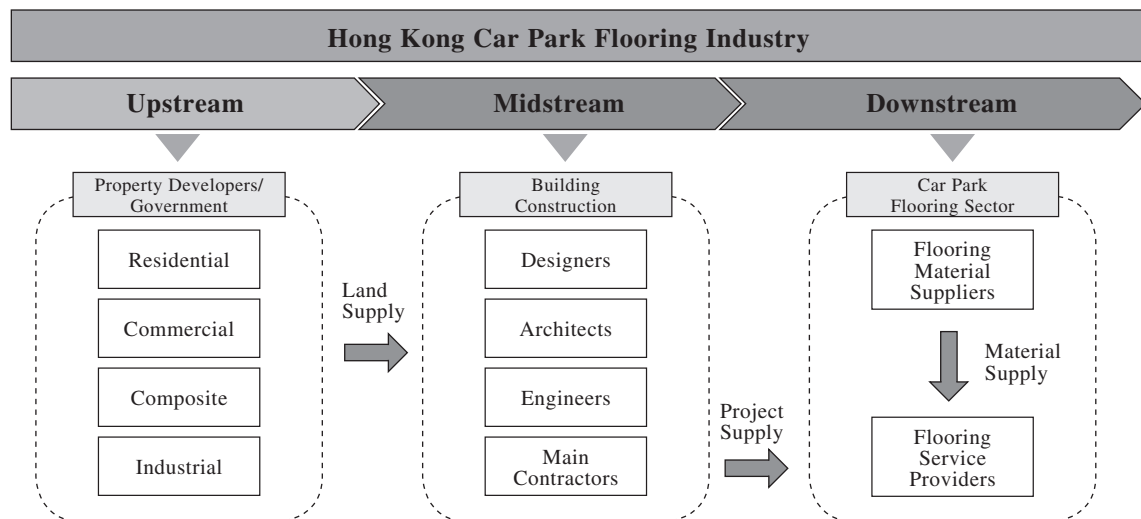 Hong Kong Car Park Flooring Industry
Upstream
Midstream
Downstream
Property Developers/
Government
Residential
Commercial
Composite
Industrial
Land
Supply
Building
Construction
Designers
Architects
Engineers
Main
Contractors
Project
Supply
Car Park
Flooring Sector
Flooring
Material
Suppliers
Material
Supply
Flooring
Service
Providers